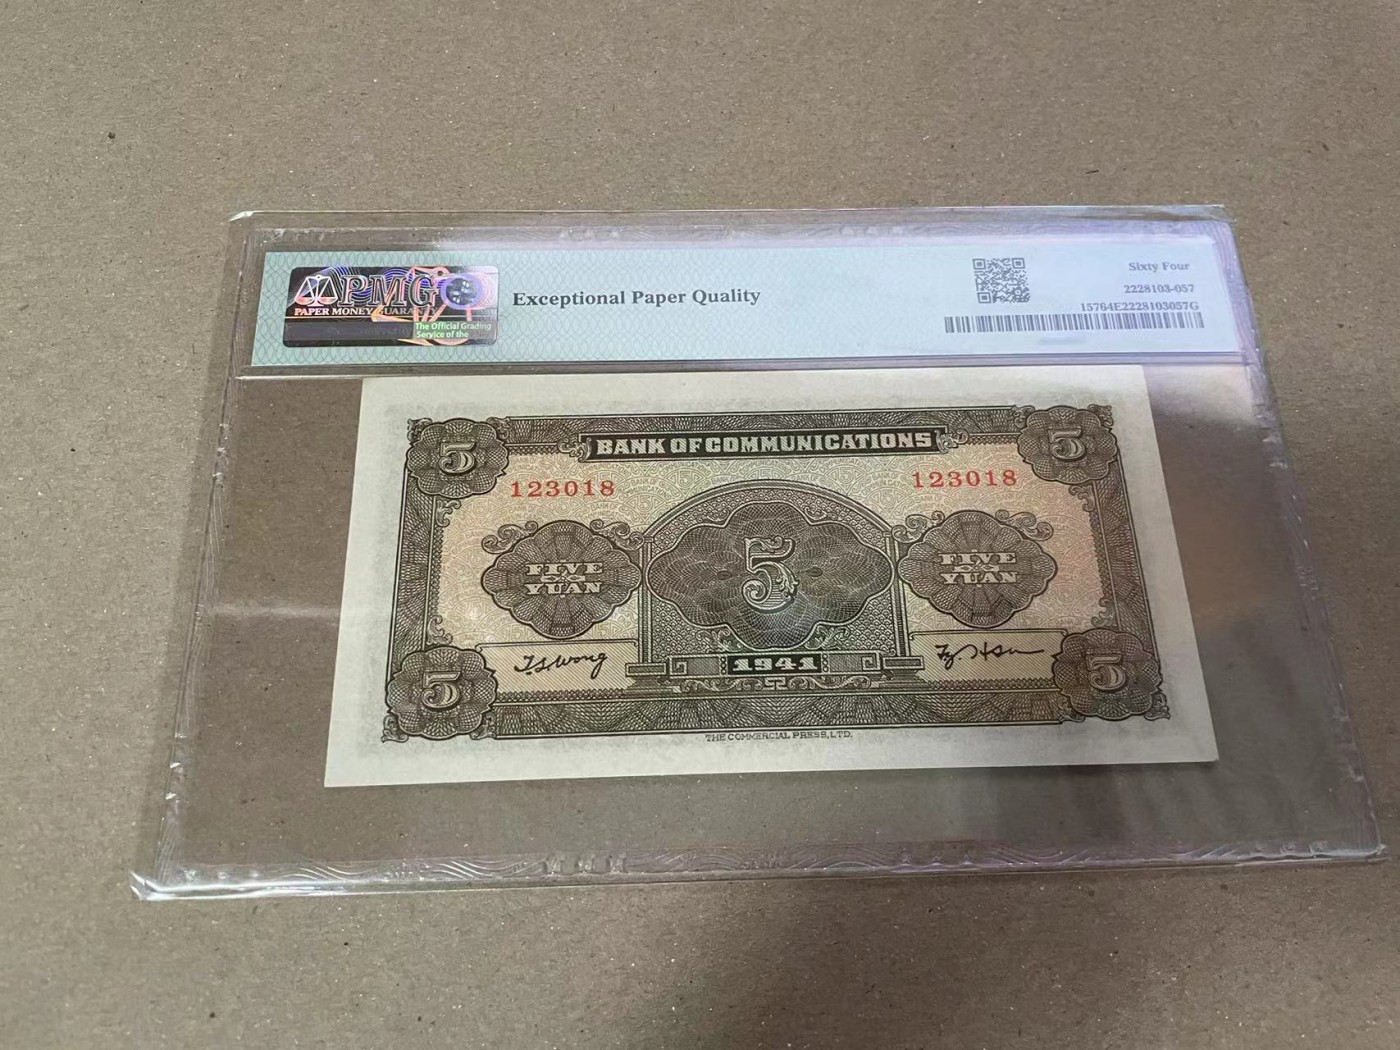 PMG
PAPER MONEY GUARANTY
The Official Grading
Service of the
Exceptional Paper Quality
Sixty Four
2228103-057
15764E2228103057G
5
BANK OF COMMUNICATIONS
5
123018
123018
FIVE
YUAN
5
FIVE
YUAN
T.S. Wong
1941
5
5
THE COMMERCIAL PRESS, LTD.